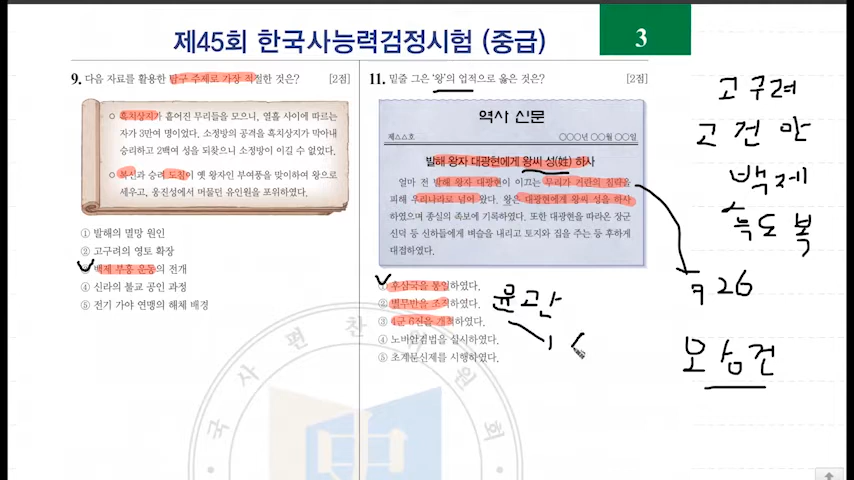 제45회 한국사능력검정시험 (중급)
3
9. 다음 자료를 활용한 탐구 주제로 가장 적절한 것은? [2점]
○ 흑치상지가 흩어진 무리들을 모으니, 열흘 사이에 따르는
자가 3만여 명이었다. 소정방의 공격을 흑치상지가 막아내
승리하고 2백여 성을 되찾으니 소정방이 이길 수 없었다.
○ 복신과 승려 도침이 옛 왕자인 부여풍을 맞이하여 왕으로
세우고, 웅진성에서 머물던 유인원을 포위하였다.
① 발해의 멸망 원인
② 고구려의 영토 확장
③ 백제 부흥 운동의 전개
④ 신라의 불교 공인 과정
⑤ 전기 가야 연맹의 해체 배경
11. 밑줄 그은 '왕'의 업적으로 옳은 것은? [2점]
역사 신문
제△△호 ○○○년 ○○월 ○○일
발해 왕자 대광현에게 왕씨 성(姓) 하사
얼마 전 발해 왕자 대광현이 이끄는 무리가 거란의 침략을
피해 우리나라로 넘어 왔다. 왕은 대광현에게 왕씨 성을 하사
하였으며 종실의 족보에 기록하였다. 또한 대광현을 따라온 장군
신덕 등 신하들에게 벼슬을 내리고 토지와 집을 주는 등 후하게
대접하였다.
① 후삼국을 통일하였다.
② 별무반을 조직하였다.
③ 4군 6진을 개척하였다.
④ 노비안검법을 실시하였다.
⑤ 초계문신제를 시행하였다.
윤관
고구려
고건안
백제
흑도복
926
국사편찬위원회